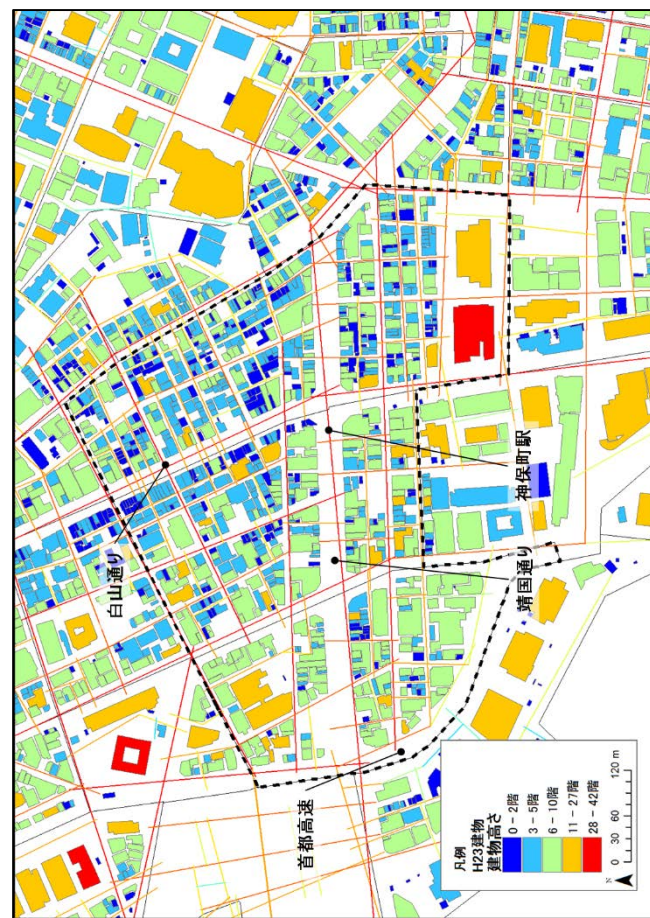 白山通り
神保町駅
靖国通り
首都高速
凡例
H23建物
建物高さ
0 - 2階
3 - 5階
6 - 10階
11 - 27階
28 - 42階
N
0 30 60 120 m